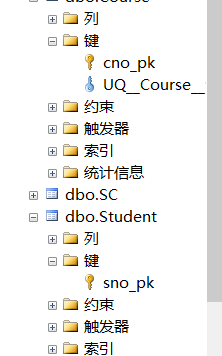 dbo.Course
列
键
cno_pk
UQ__Course__
约束
触发器
索引
统计信息
dbo.SC
dbo.Student
列
键
sno_pk
约束
触发器
索引